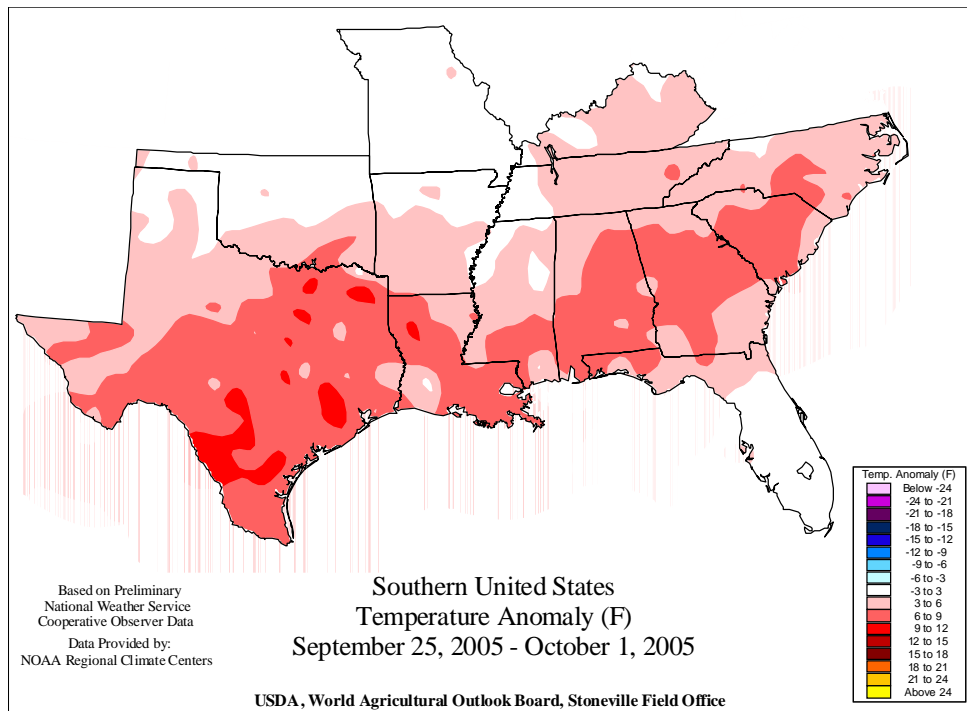 Temp. Anomaly (F)
Below -24
-24 to -21
-21 to -18
-18 to -15
-15 to -12
-12 to -9
-9 to -6
-6 to -3
-3 to 3
3 to 6
6 to 9
9 to 12
12 to 15
15 to 18
18 to 21
21 to 24
Above 24
Based on Preliminary
National Weather Service
Cooperative Observer Data
Data Provided by:
NOAA Regional Climate Centers
Southern United States
Temperature Anomaly (F)
September 25, 2005 - October 1, 2005
USDA, World Agricultural Outlook Board, Stoneville Field Office